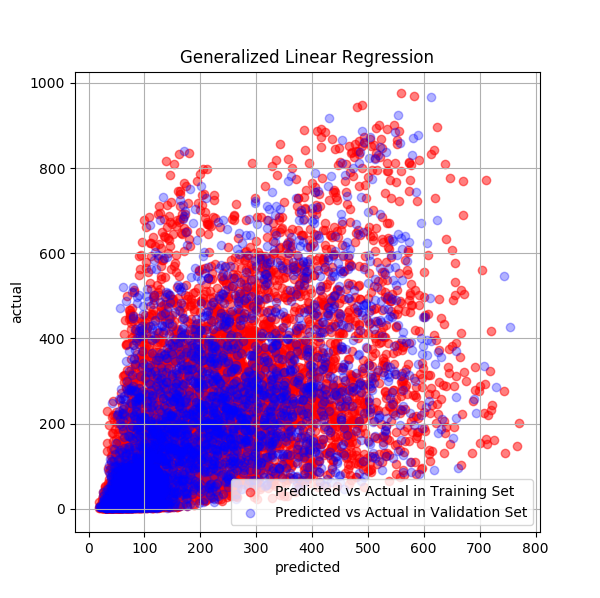 Generalized Linear Regression
1000
800
600
400
200
0
actual
0 100 200 300 400 500 600 700 800
predicted
Predicted vs Actual in Training Set
Predicted vs Actual in Validation Set